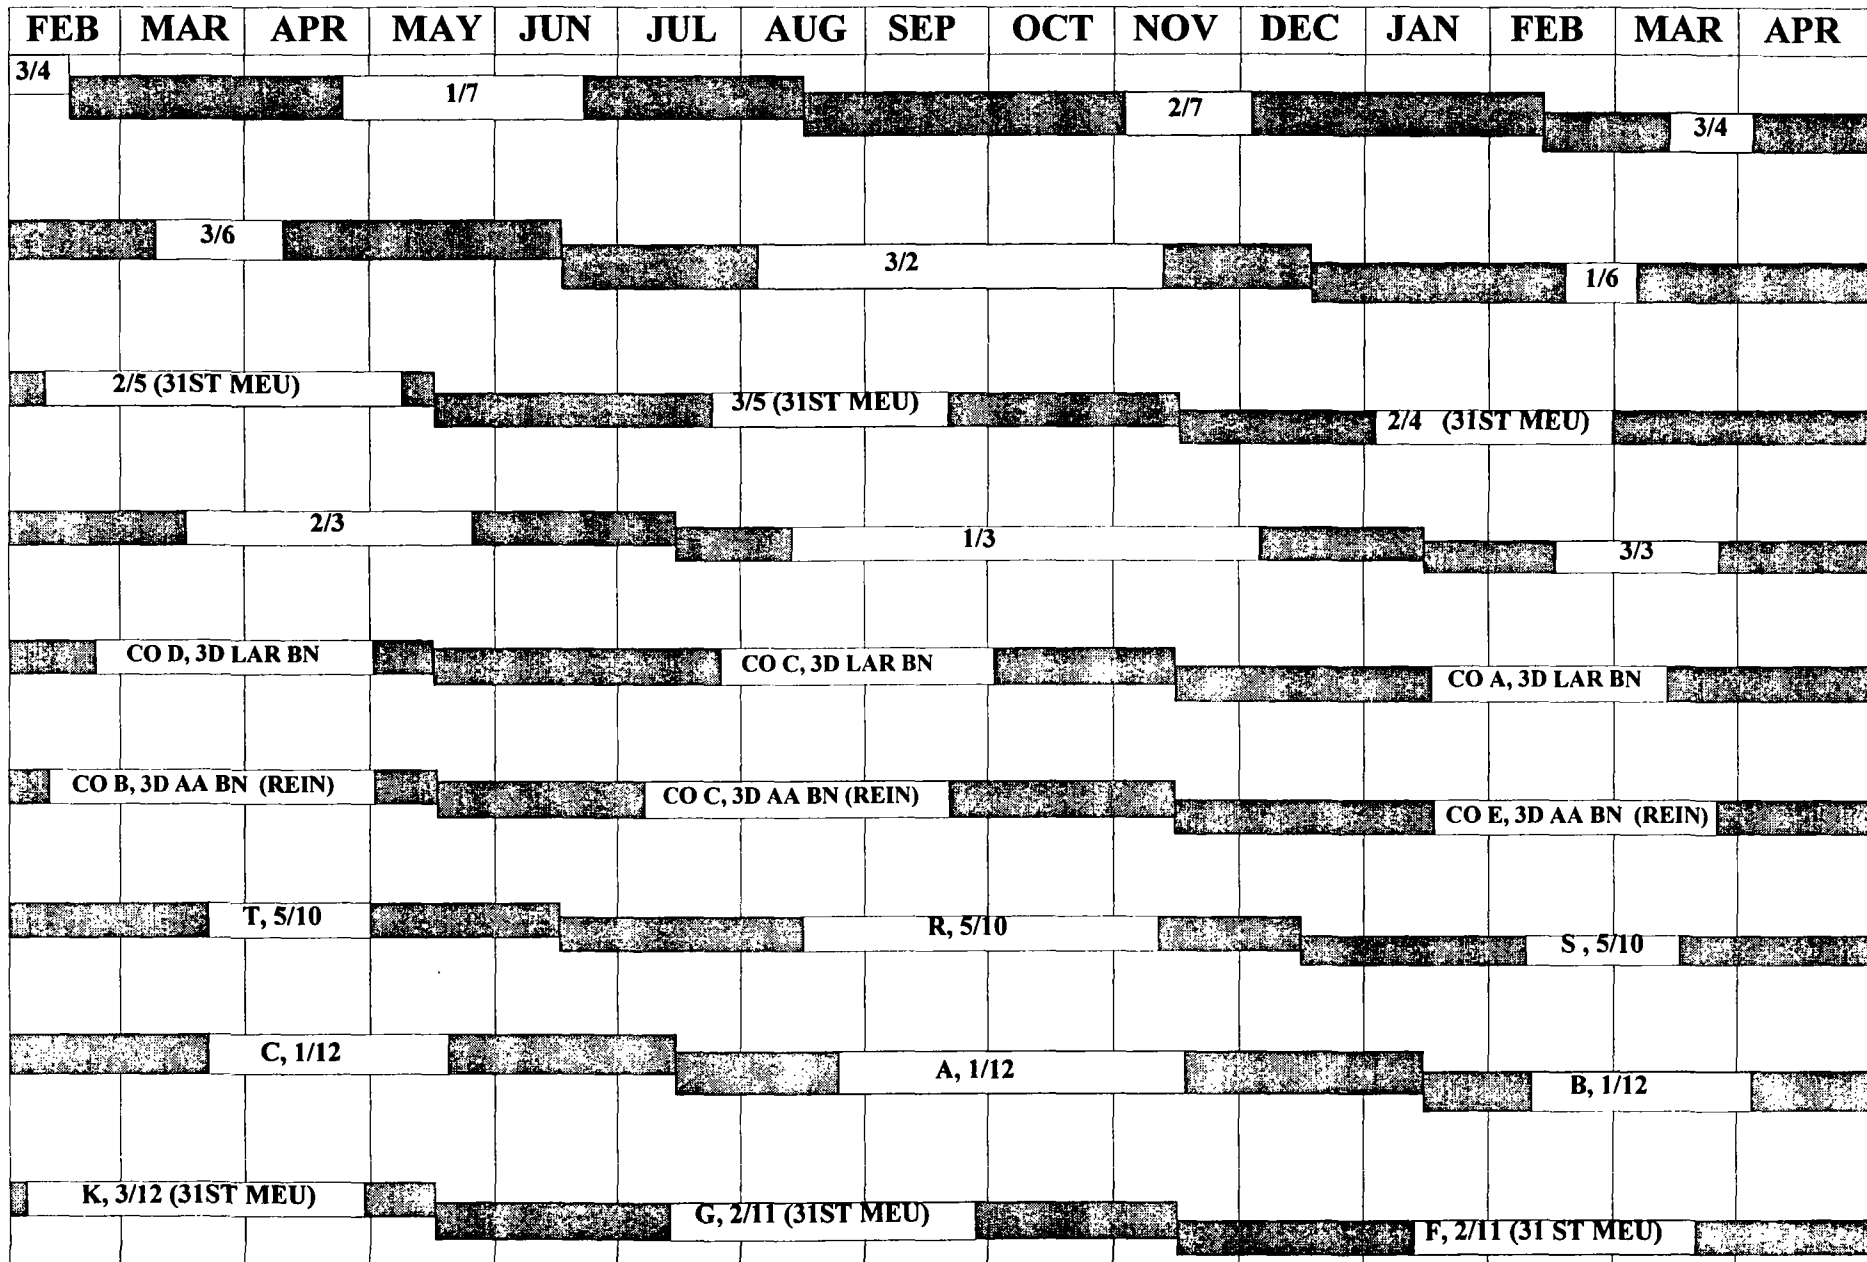 FEB MAR APR MAY JUN JUL AUG SEP OCT NOV DEC JAN FEB MAR APR
3/4 1/7 2/7 3/4
3/6 3/2 1/6
2/5 (31ST MEU) 3/5 (31ST MEU) 2/4 (31ST MEU)
2/3 1/3 3/3
CO D, 3D LAR BN CO C, 3D LAR BN CO A, 3D LAR BN
CO B, 3D AA BN (REIN) CO C, 3D AA BN (REIN) CO E, 3D AA BN (REIN)
T, 5/10 R, 5/10 S , 5/10
C, 1/12 A, 1/12 B, 1/12
K, 3/12 (31ST MEU) G, 2/11 (31ST MEU) F, 2/11 (31 ST MEU)